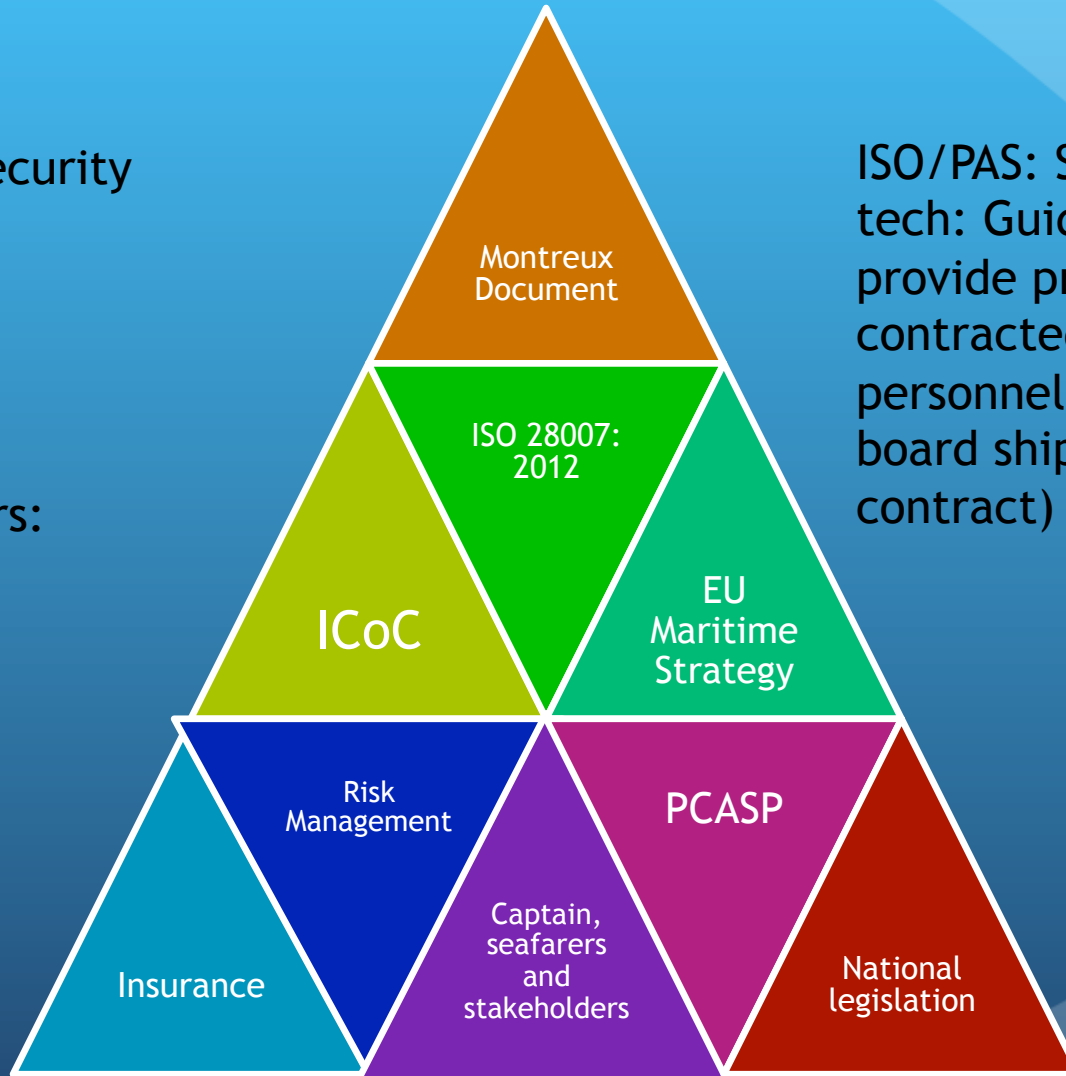 ecurity
rs:
Montreux
Document
ISO 28007:
2012
ICoC
EU
Maritime
Strategy
Risk
Management
PCASP
Insurance
Captain,
seafarers
and
stakeholders
National
legislation
ISO/PAS: S
tech: Guid
provide pr
contracted
personnel
board ship
contract)